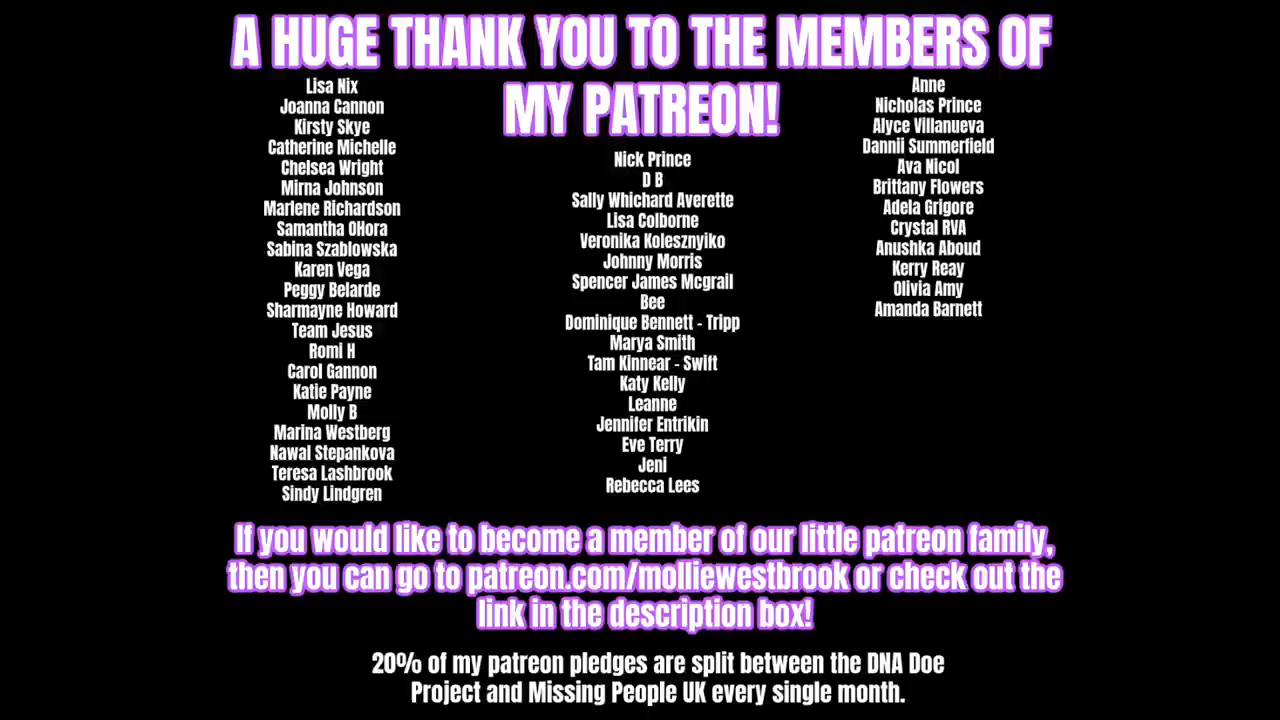 A HUGE THANK YOU TO THE MEMBERS OF
MY PATREON!
Lisa Nix
Joanna Cannon
Kirsty Skye
Catherine Michelle
Chelsea Wright
Mirna Johnson
Marlene Richardson
Samantha OHora
Sabina Szablowska
Karen Vega
Peggy Belarde
Sharmayne Howard
Team Jesus
Romi H
Carol Gannon
Katie Payne
Molly B
Marina Westberg
Nawal Stepankova
Teresa Lashbrook
Sindy Lindgren
Nick Prince
D B
Sally Whichard Averette
Lisa Colborne
Veronika Kolesznyiko
Johnny Morris
Spencer James Mcgrail
Bee
Dominique Bennett - Tripp
Marya Smith
Tam Kinnear - Swift
Katy Kelly
Leanne
Jennifer Entrikin
Eve Terry
Jeni
Rebecca Lees
Anne
Nicholas Prince
Alyce Villanueva
Dannii Summerfield
Ava Nicol
Brittany Flowers
Adela Grigore
Crystal RVA
Anushka Aboud
Kerry Reay
Olivia Amy
Amanda Barnett
If you would like to become a member of our little patreon family,
then you can go to patreon.com/molliewestbrook or check out the
link in the description box!
20% of my patreon pledges are split between the DNA Doe
Project and Missing People UK every single month.